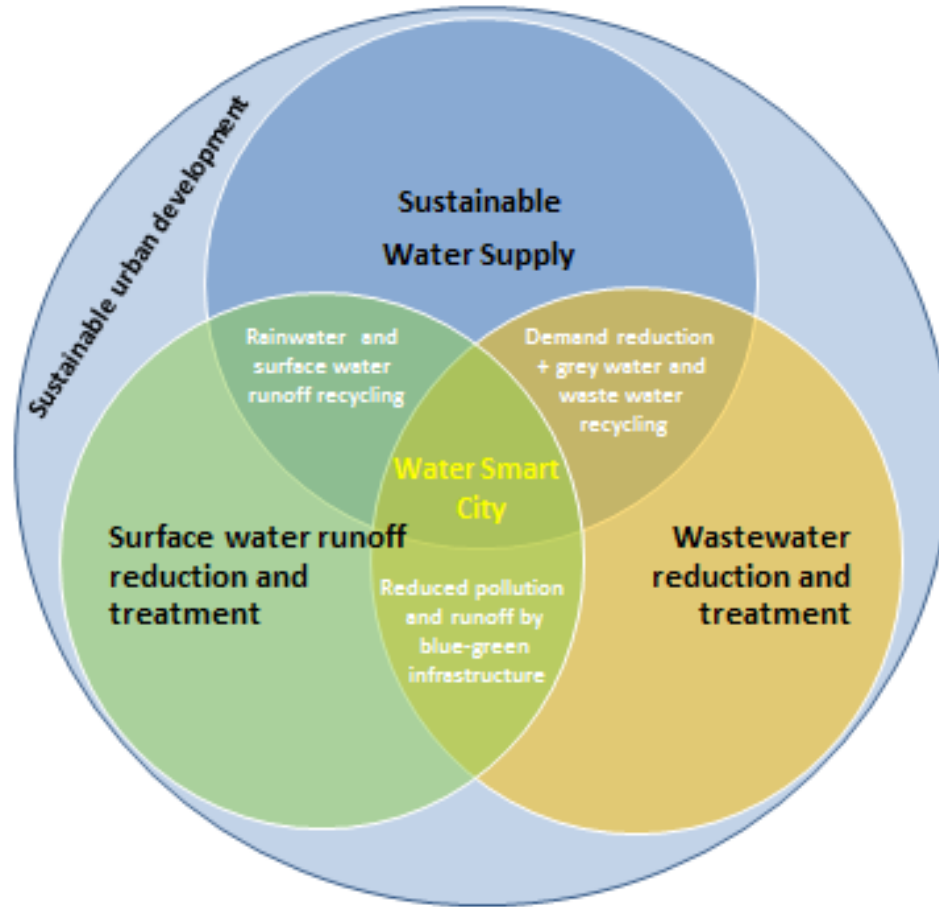 Sustainable urban development
Sustainable
Water Supply
Rainwater and
surface water
runoff recycling
Demand reduction
+ grey water and
waste water
recycling
Water Smart
City
Surface water runoff
reduction and
treatment
Wastewater
reduction and
treatment
Reduced pollution
and runoff by
blue-green
infrastructure